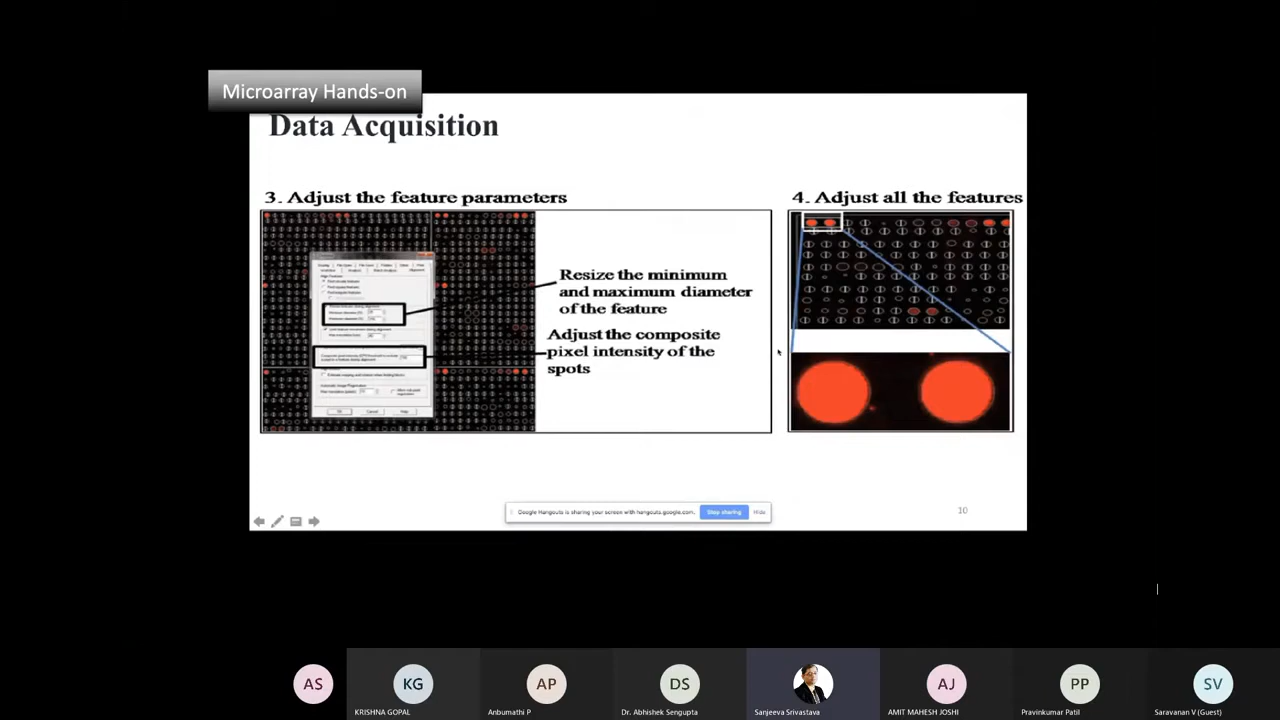 Microarray Hands-on
Data Acquisition
3. Adjust the feature parameters
4. Adjust all the features
Resize the minimum
and maximum diameter
of the feature
Adjust the composite
pixel intensity of the
spots
Google Hangouts is sharing your screen with hangouts.google.com.
Stop sharing
Hide
10
AS
KG
KRISHNA GOPAL
AP
Anbumathi P
DS
Dr. Abhishek Sengupta
Sanjeeva Srivastava
AJ
AMIT MAHESH JOSHI
PP
Pravinkumar Patil
SV
Saravanan V (Guest)